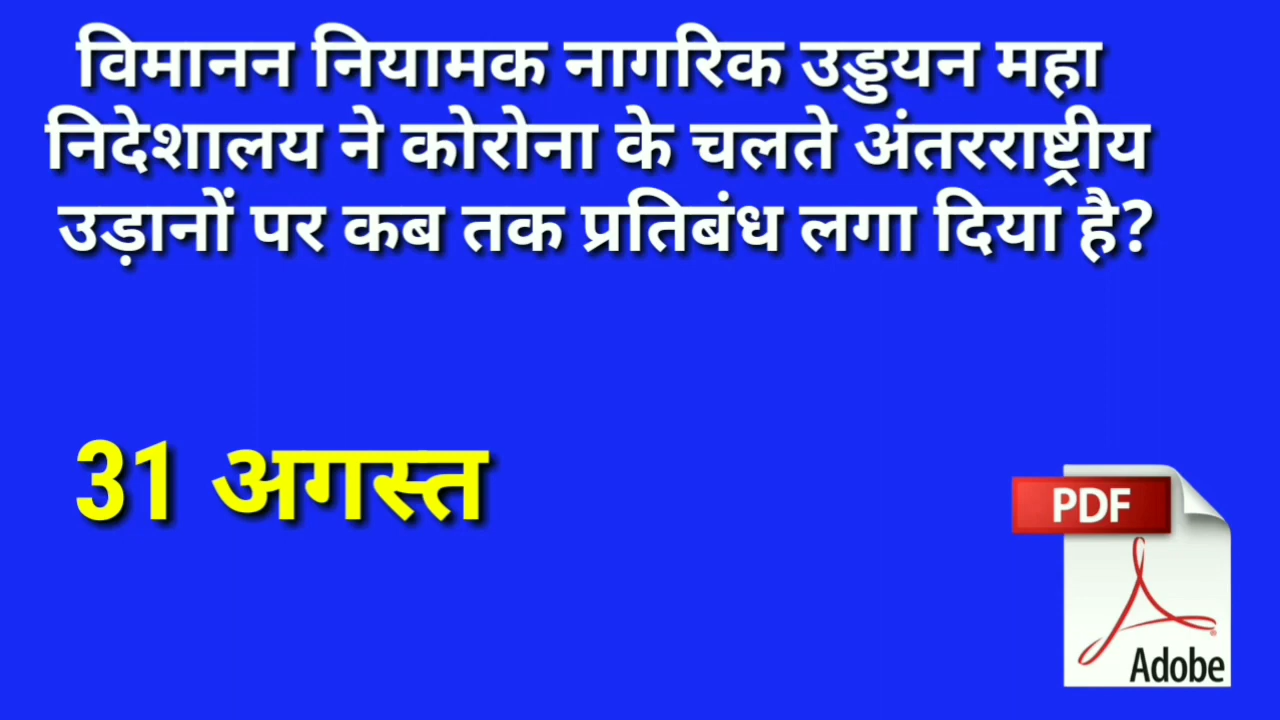 विमानन नियामक नागरिक उड्डयन महा
निदेशालय ने कोरोना के चलते अंतरराष्ट्रीय
उड़ानों पर कब तक प्रतिबंध लगा दिया है?
31 अगस्त
PDF
Adobe